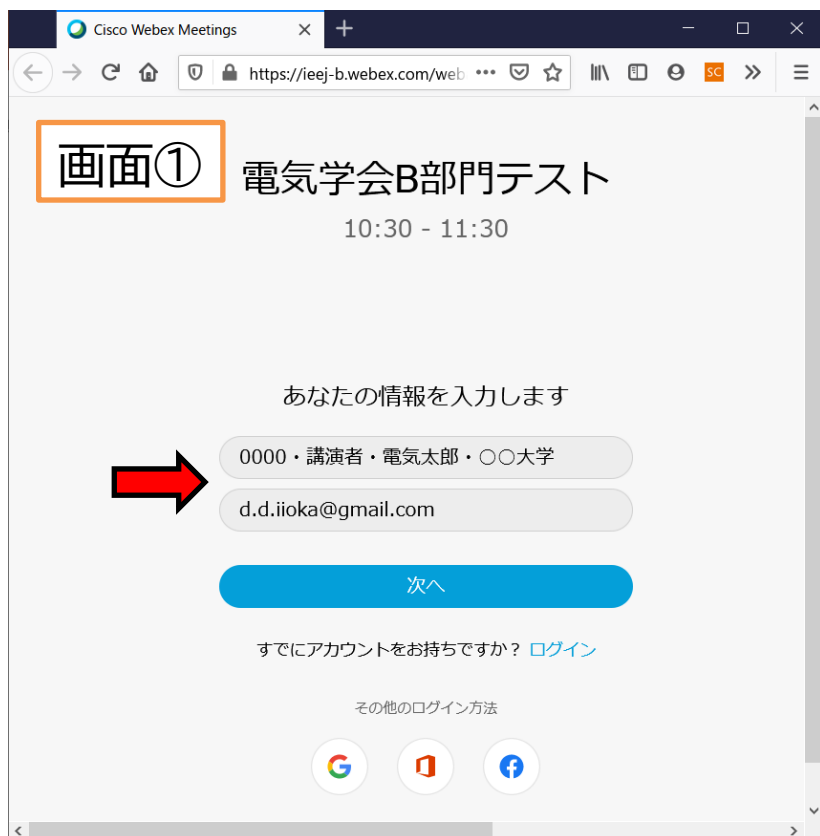 Cisco Webex Meetings
https://ieej-b.webex.com/web
SC
画面①
電気学会B部門テスト
10:30 - 11:30
あなたの情報を入力します
0000・講演者・電気太郎・○○大学
d.d.iioka@gmail.com
次へ
すでにアカウントをお持ちですか？ ログイン
その他のログイン方法